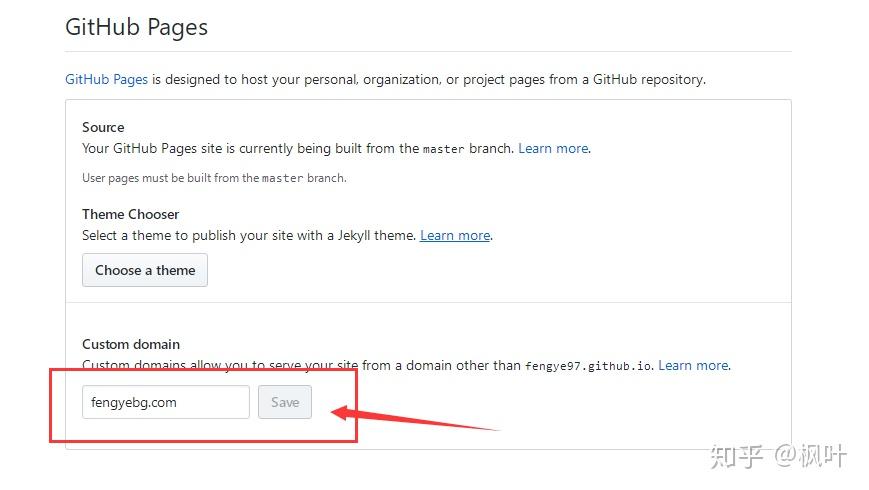 GitHub Pages
GitHub Pages is designed to host your personal, organization, or project pages from a GitHub repository.
Source
Your GitHub Pages site is currently being built from the master branch. Learn more.
User pages must be built from the master branch.
Theme Chooser
Select a theme to publish your site with a Jekyll theme. Learn more.
Choose a theme
Custom domain
Custom domains allow you to serve your site from a domain other than fengye97.github.io. Learn more.
fengyebg.com Save
知乎 @枫叶